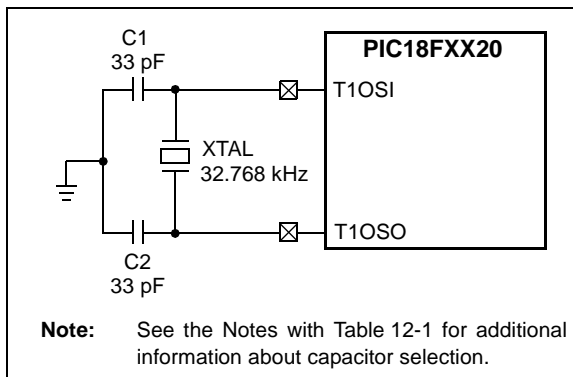 C1
33 pF
PIC18FXX20
T1OSI
XTAL
32.768 kHz
T1OSO
C2
33 pF
Note: See the Notes with Table 12-1 for additional
information about capacitor selection.